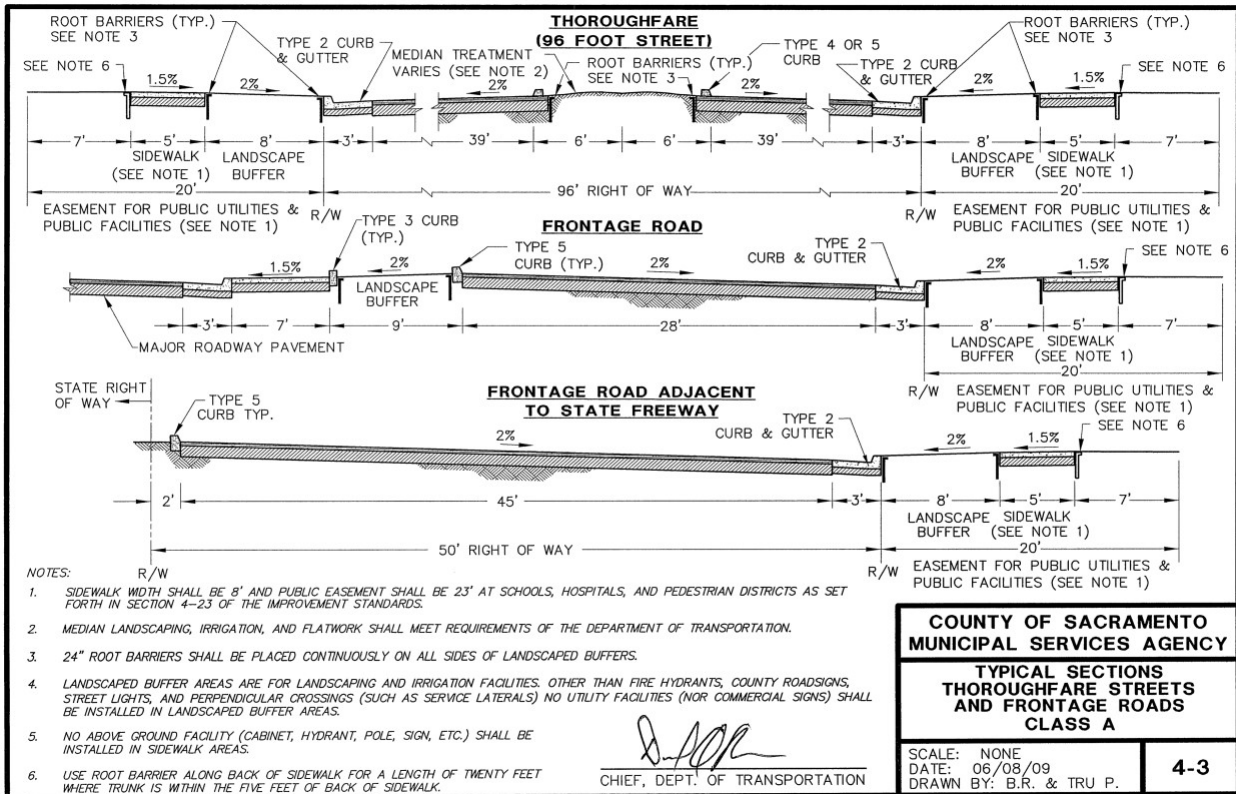 THOROUGHFARE
(96 FOOT STREET)
ROOT BARRIERS (TYP.)
SEE NOTE 3
TYPE 2 CURB
& GUTTER
MEDIAN TREATMENT
VARIES (SEE NOTE 2)
ROOT BARRIERS (TYP.)
SEE NOTE 3
TYPE 4 OR 5
CURB
TYPE 2 CURB
& GUTTER
ROOT BARRIERS (TYP.)
SEE NOTE 3
SEE NOTE 6
1.5%
2%
2%
2%
2%
1.5%
SEE NOTE 6
7'
5'
8'
3'
39'
6'
6'
39'
3'
8'
5'
7'
SIDEWALK
(SEE NOTE 1)
LANDSCAPE
BUFFER
LANDSCAPE
BUFFER
SIDEWALK
(SEE NOTE 1)
20'
96' RIGHT OF WAY
20'
EASEMENT FOR PUBLIC UTILITIES &
PUBLIC FACILITIES (SEE NOTE 1)
R/W
R/W
EASEMENT FOR PUBLIC UTILITIES &
PUBLIC FACILITIES (SEE NOTE 1)
FRONTAGE ROAD
TYPE 3 CURB
(TYP.)
TYPE 5
CURB (TYP.)
TYPE 2
CURB & GUTTER
SEE NOTE 6
1.5%
2%
2%
2%
1.5%
LANDSCAPE
BUFFER
3'
7'
9'
28'
3'
8'
5'
7'
MAJOR ROADWAY PAVEMENT
LANDSCAPE
BUFFER
SIDEWALK
(SEE NOTE 1)
20'
R/W
EASEMENT FOR PUBLIC UTILITIES &
PUBLIC FACILITIES (SEE NOTE 1)
FRONTAGE ROAD ADJACENT
TO STATE FREEWAY
STATE RIGHT
OF WAY
TYPE 5
CURB TYP.
TYPE 2
CURB & GUTTER
SEE NOTE 6
2%
2%
1.5%
2'
45'
3'
8'
5'
7'
LANDSCAPE
BUFFER
SIDEWALK
(SEE NOTE 1)
50' RIGHT OF WAY
20'
R/W
R/W
EASEMENT FOR PUBLIC UTILITIES &
PUBLIC FACILITIES (SEE NOTE 1)
NOTES:
1. SIDEWALK WIDTH SHALL BE 8' AND PUBLIC EASEMENT SHALL BE 23' AT SCHOOLS, HOSPITALS, AND PEDESTRIAN DISTRICTS AS SET
FORTH IN SECTION 4-23 OF THE IMPROVEMENT STANDARDS.
2. MEDIAN LANDSCAPING, IRRIGATION, AND FLATWORK SHALL MEET REQUIREMENTS OF THE DEPARTMENT OF TRANSPORTATION.
3. 24" ROOT BARRIERS SHALL BE PLACED CONTINUOUSLY ON ALL SIDES OF LANDSCAPED BUFFERS.
4. LANDSCAPED BUFFER AREAS ARE FOR LANDSCAPING AND IRRIGATION FACILITIES. OTHER THAN FIRE HYDRANTS, COUNTY ROADSIGNS,
STREET LIGHTS, AND PERPENDICULAR CROSSINGS (SUCH AS SERVICE LATERALS) NO UTILITY FACILITIES (NOR COMMERCIAL SIGNS) SHALL
BE INSTALLED IN LANDSCAPED BUFFER AREAS.
5. NO ABOVE GROUND FACILITY (CABINET, HYDRANT, POLE, SIGN, ETC.) SHALL BE
INSTALLED IN SIDEWALK AREAS.
6. USE ROOT BARRIER ALONG BACK OF SIDEWALK FOR A LENGTH OF TWENTY FEET
WHERE TRUNK IS WITHIN THE FIVE FEET OF BACK OF SIDEWALK.
CHIEF, DEPT. OF TRANSPORTATION
COUNTY OF SACRAMENTO
MUNICIPAL SERVICES AGENCY
TYPICAL SECTIONS
THOROUGHFARE STREETS
AND FRONTAGE ROADS
CLASS A
SCALE: NONE
DATE: 06/08/09
DRAWN BY: B.R. & TRU P.
4-3